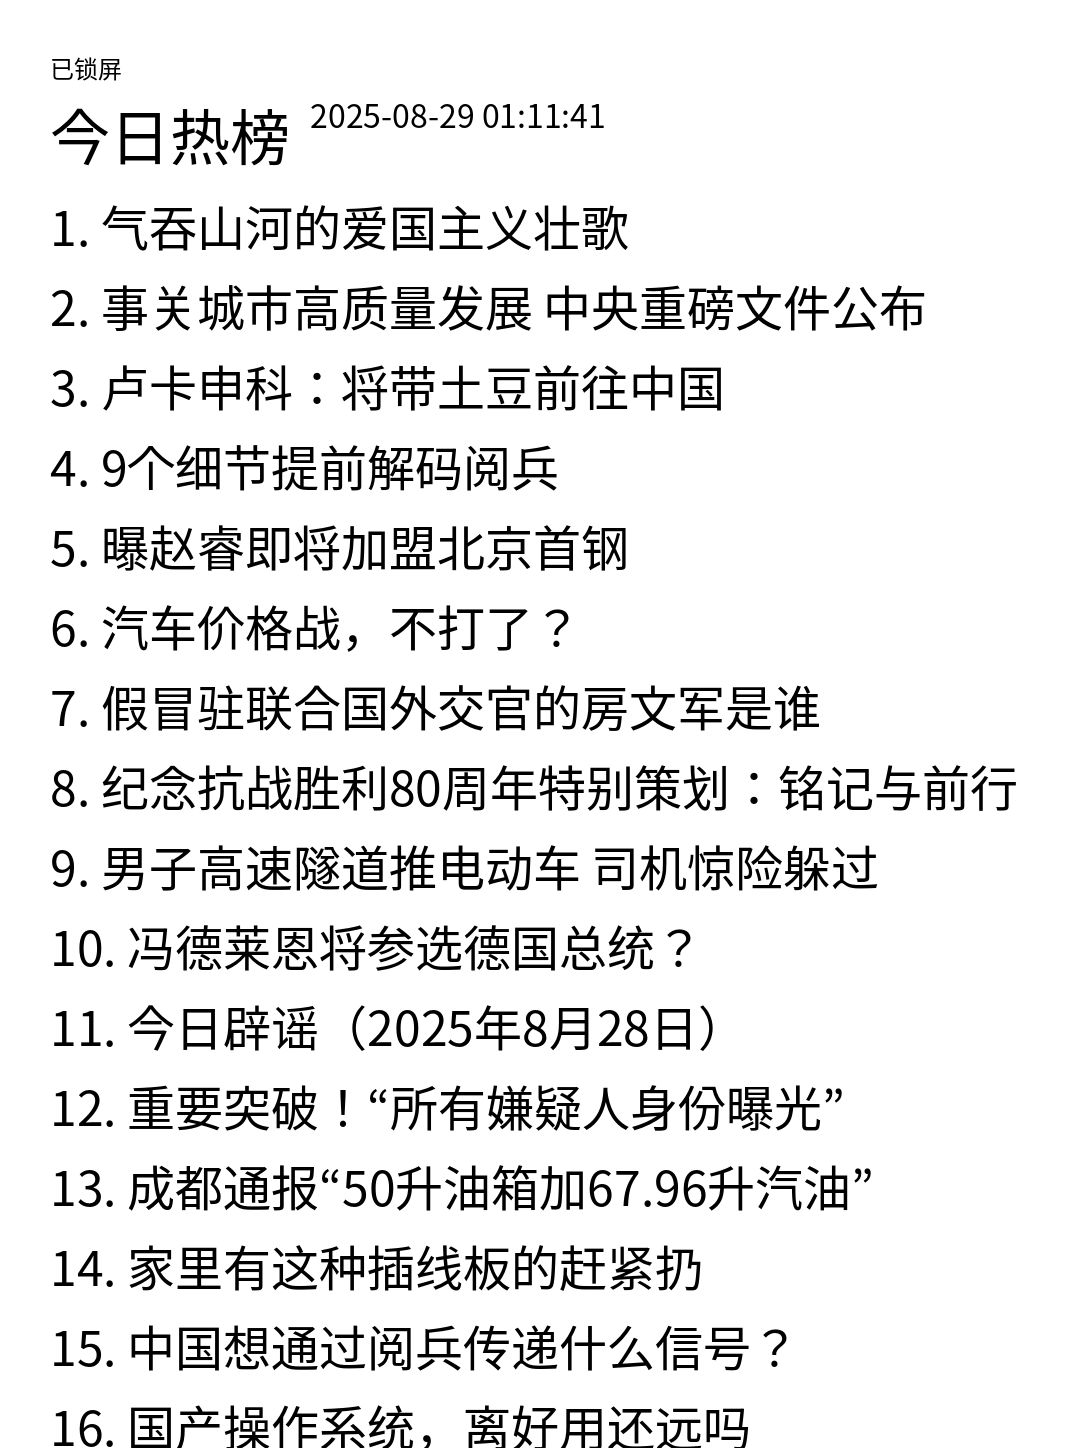 已锁屏
今日热榜 2025-08-29 01:11:41
1. 气吞山河的爱国主义壮歌
2. 事关城市高质量发展 中央重磅文件公布
3. 卢卡申科：将带土豆前往中国
4. 9个细节提前解码阅兵
5. 曝赵睿即将加盟北京首钢
6. 汽车价格战，不打了？
7. 假冒驻联合国外交官的房文军是谁
8. 纪念抗战胜利80周年特别策划：铭记与前行
9. 男子高速隧道推电动车 司机惊险躲过
10. 冯德莱恩将参选德国总统？
11. 今日辟谣（2025年8月28日）
12. 重要突破！“所有嫌疑人身份曝光”
13. 成都通报“50升油箱加67.96升汽油”
14. 家里有这种插线板的赶紧扔
15. 中国想通过阅兵传递什么信号？
16. 国产操作系统，离好用还远吗